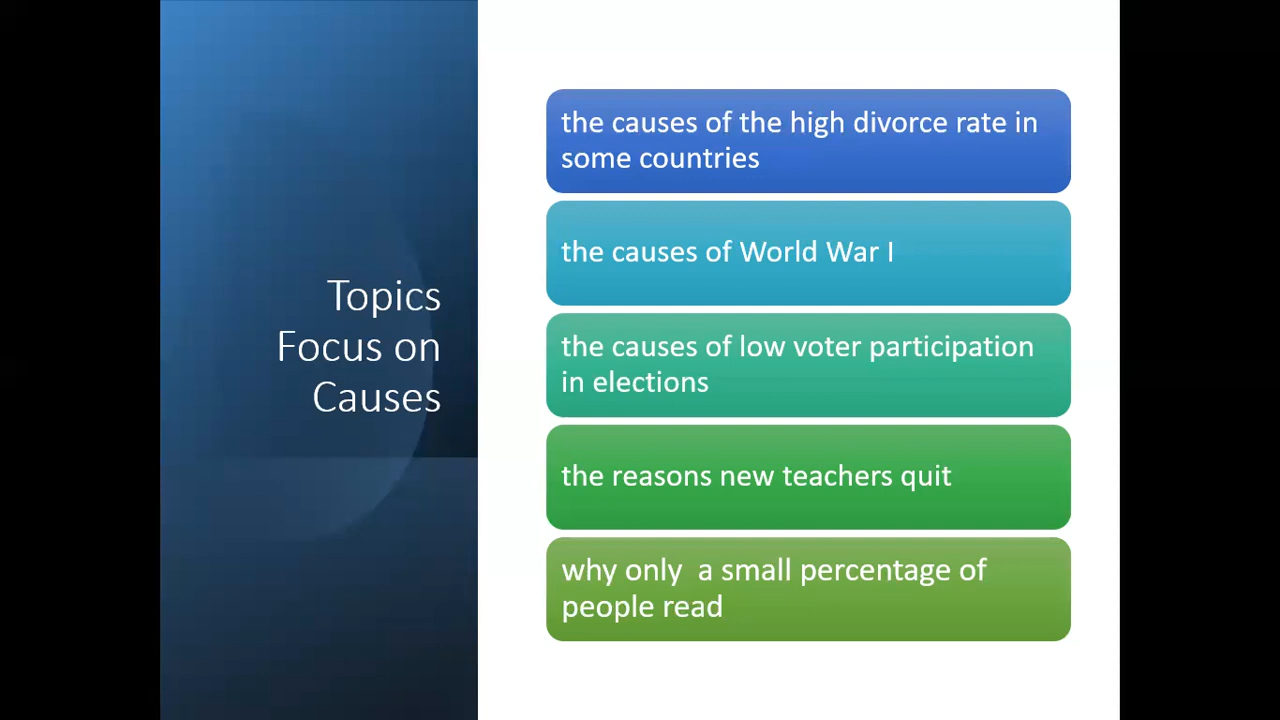 Topics
Focus on
Causes
the causes of the high divorce rate in
some countries
the causes of World War I
the causes of low voter participation
in elections
the reasons new teachers quit
why only  a small percentage of
people read